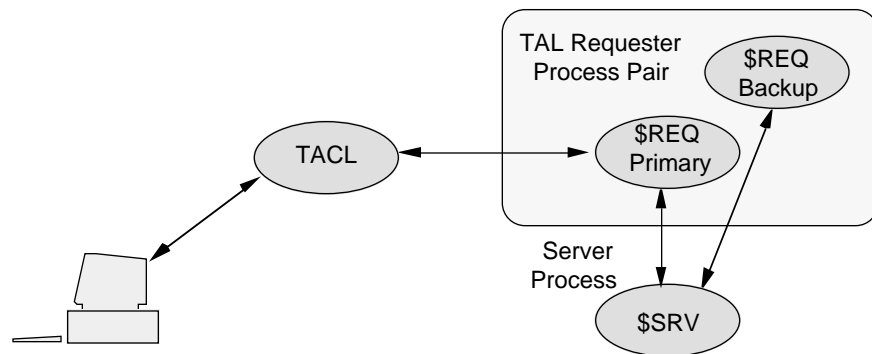 TAL Requester
Process Pair
$REQ
Backup
$REQ
Primary
TACL
Server
Process
$SRV